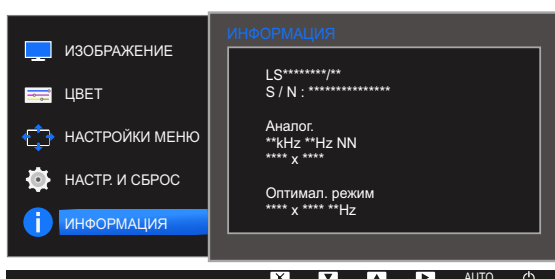 ИЗОБРАЖЕНИЕ
ЦВЕТ
НАСТРОЙКИ МЕНЮ
НАСТР. И СБРОС
ИНФОРМАЦИЯ
ИНФОРМАЦИЯ
LS********/**
S / N : ***************
Аналог.
**kHz **Hz NN
**** x ****
Оптимал. режим
**** x **** **Hz
AUTO